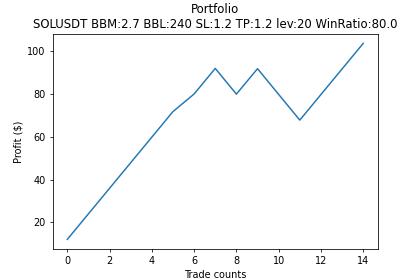 Portfolio
SOLUSDT BBM:2.7 BBL:240 SL:1.2 TP:1.2 lev:20 WinRatio:80.0
100
80
60
40
20
Profit ($)
0 2 4 6 8 10 12 14
Trade counts